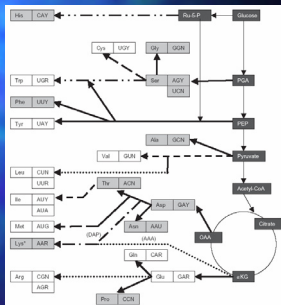 His CAY Ru-5-P Glucose
Cys UGY Gly GGN
Trp UGR Ser AGY PGA
UCN
Phe UUY
Tyr UAY PEP
Ala GCN
Val GUN Pyruvate
Leu CUN
UUR
Acetyl-CoA
Thr ACN
Ile AUY
AUA
Asp GAY Citrate
Met AUG
(DAP) Asn AAU OAA
Lys* AAR (AAA)
Gln CAR
Arg CGN Glu GAR αKG
AGR
Pro CCN